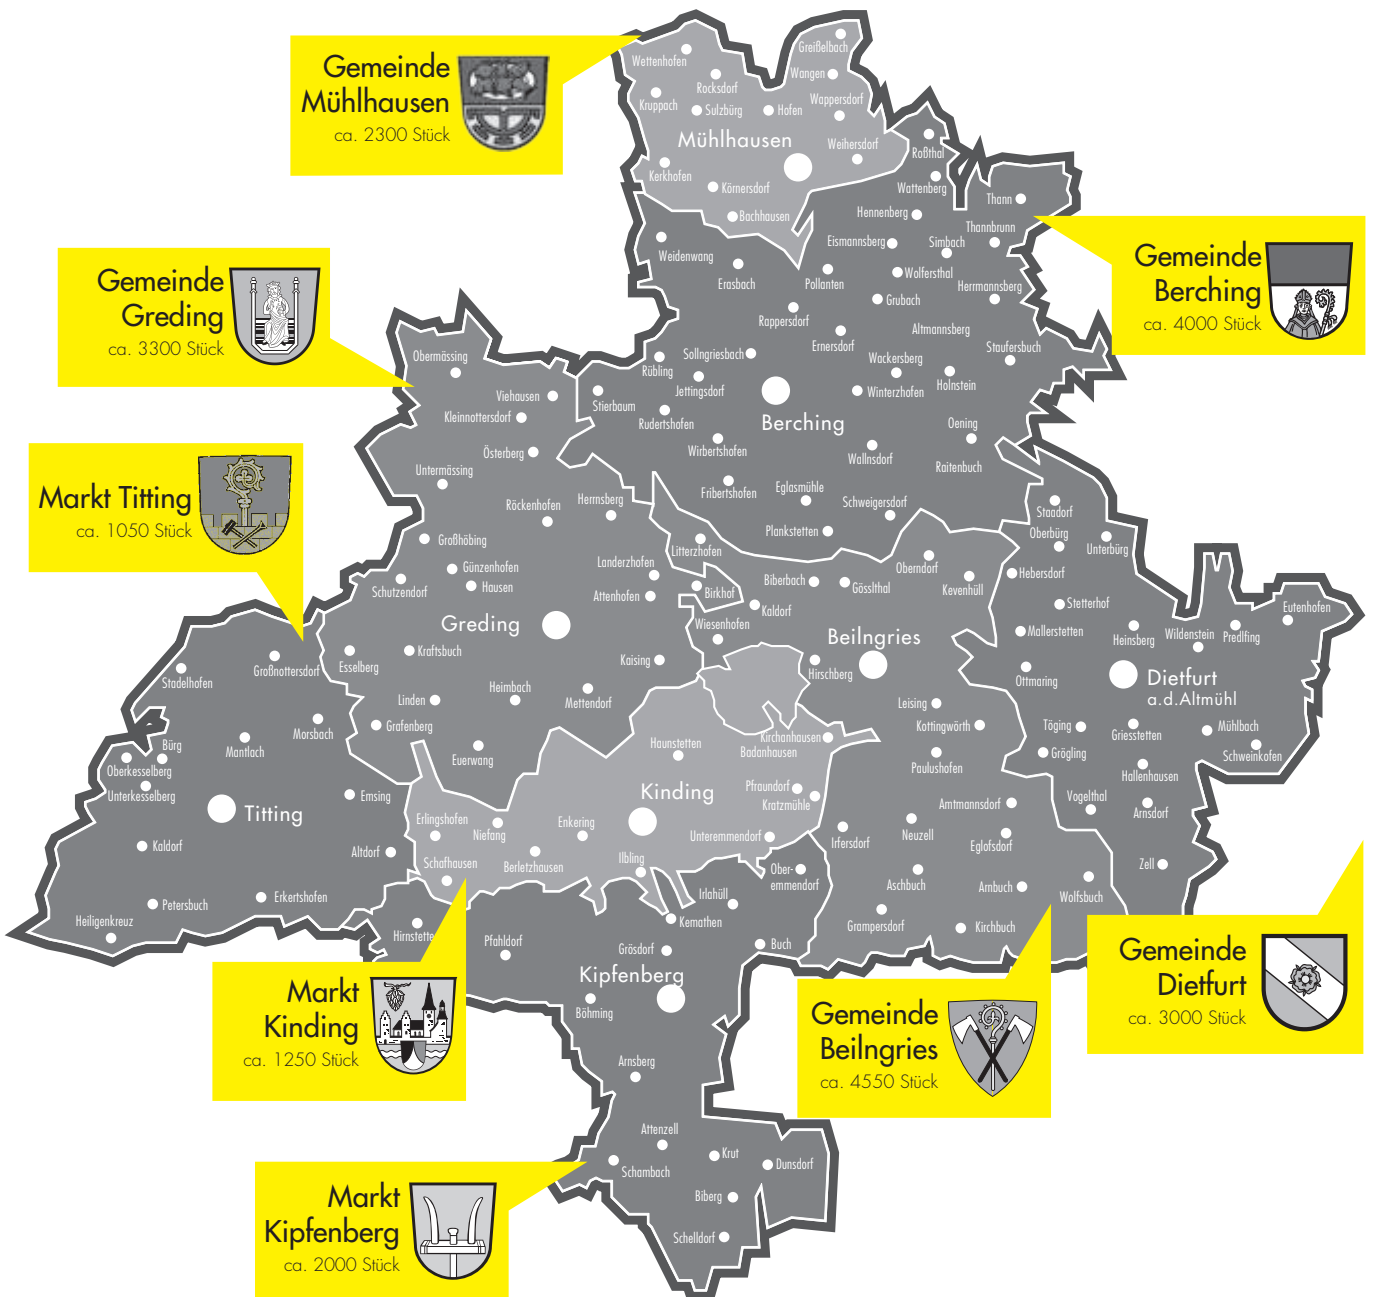 Gemeinde
Mühlhausen
ca. 2300 Stück
Gemeinde
Greding
ca. 3300 Stück
Markt Titting
ca. 1050 Stück
Gemeinde
Berching
ca. 4000 Stück
Markt
Kinding
ca. 1250 Stück
Markt
Kipfenberg
ca. 2000 Stück
Gemeinde
Beilngries
ca. 4550 Stück
Gemeinde
Dietfurt
ca. 3000 Stück
Greißelbach
Wettenhofen
Wangen
Rocksdorf
Kruppach
Sulzbürg
Hofen
Wappersdorf
Mühlhausen
Weihersdorf
Kerkhofen
Körnersdorf
Bachhausen
Roßthal
Wattenberg
Thann
Hennenberg
Thannbrunn
Eismannsberg
Simbach
Weidenwang
Erasbach
Pollanten
Wolfersthal
Herrmannsberg
Grubach
Rappersdorf
Altmannsberg
Ernersdorf
Staufersbuch
Sollngriesbach
Rübling
Wackersberg
Jettingsdorf
Winterzhofen
Holnstein
Stierbaum
Rudertshofen
Berching
Oening
Wirbertshofen
Wallnsdorf
Raitenbuch
Fribertshofen
Eglasmühle
Schweigersdorf
Plankstetten
Obermässing
Viehausen
Kleinnottersdorf
Österberg
Untermässing
Röckenhofen
Herrnsberg
Großhöbing
Günzenhofen
Hausen
Schutzendorf
Landerzhofen
Attenhofen
Greding
Kraftsbuch
Esselberg
Kaising
Heimbach
Mettendorf
Linden
Grafenberg
Euerwang
Litterzhofen
Birkhof
Biberbach
Gösslthal
Oberndorf
Kevenhüll
Kaldorf
Wiesenhofen
Beilngries
Hirschberg
Leising
Kottingwörth
Paulushofen
Amtmannsdorf
Neuzell
Eglofsdorf
Irfersdorf
Aschbuch
Arnbuch
Wolfsbuch
Grampersdorf
Kirchbuch
Staadorf
Oberbürg
Unterbürg
Hebersdorf
Stetterhof
Mallerstetten
Heinsberg
Wildenstein
Predlfing
Eutenhofen
Ottmaring
Dietfurt
a.d.Altmühl
Töging
Griesstetten
Mühlbach
Grögling
Schweinkofen
Hallenhausen
Vogelthal
Arnsdorf
Zell
Großnottersdorf
Stadelhofen
Morsbach
Bürg
Mantlach
Oberkesselberg
Unterkesselberg
Emsing
Titting
Kaldorf
Altdorf
Petersbuch
Erkertshofen
Heiligenkreuz
Haunstetten
Kirchanhausen
Badanhausen
Pfraundorf
Kratzmühle
Kinding
Erlingshofen
Niefang
Enkering
Unteremmendorf
Schafhausen
Berletzhausen
Ilbling
Ober-
emmendorf
Irlahüll
Kemathen
Hirnstetten
Pfahldorf
Grösdorf
Buch
Kipfenberg
Böhming
Arnsberg
Attenzell
Krut
Schambach
Dunsdorf
Biberg
Schelldorf